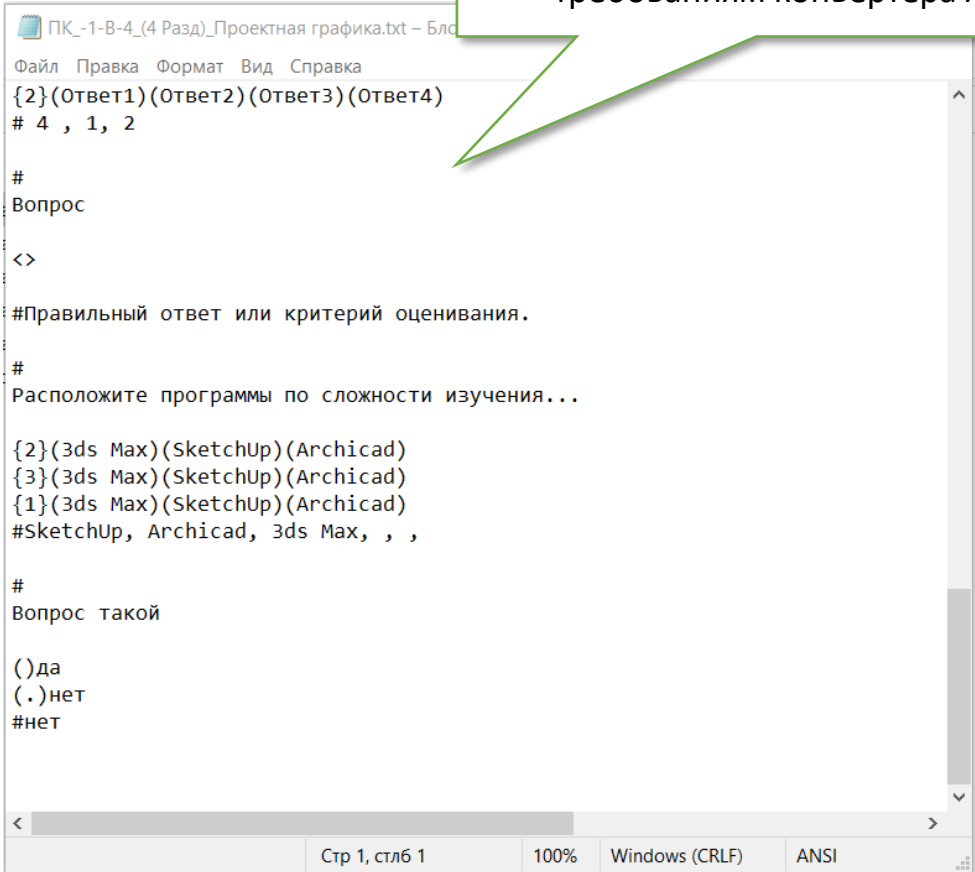 требованиям конвертера
ПК_-1-В-4_(4 Разд)_Проектная графика.txt – Бло
Файл Правка Формат Вид Справка
{2}(Ответ1)(Ответ2)(Ответ3)(Ответ4)
# 4 , 1, 2
#
Вопрос
<>
#Правильный ответ или критерий оценивания.
#
Расположите программы по сложности изучения...
{2}(3ds Max)(SketchUp)(Archicad)
{3}(3ds Max)(SketchUp)(Archicad)
{1}(3ds Max)(SketchUp)(Archicad)
#SketchUp, Archicad, 3ds Max, , ,
#
Вопрос такой
()да
(.)нет
#нет
Стр 1, стлб 1 100% Windows (CRLF) ANSI